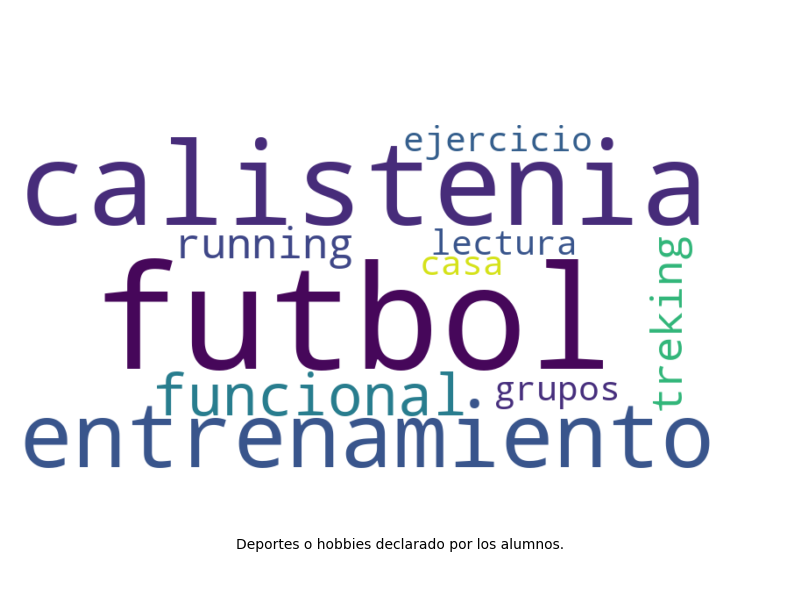 ejercicio
calistenia
running
lectura
casa
futbol
treking
funcional
grupos
entrenamiento
Deportes o hobbies declarado por los alumnos.